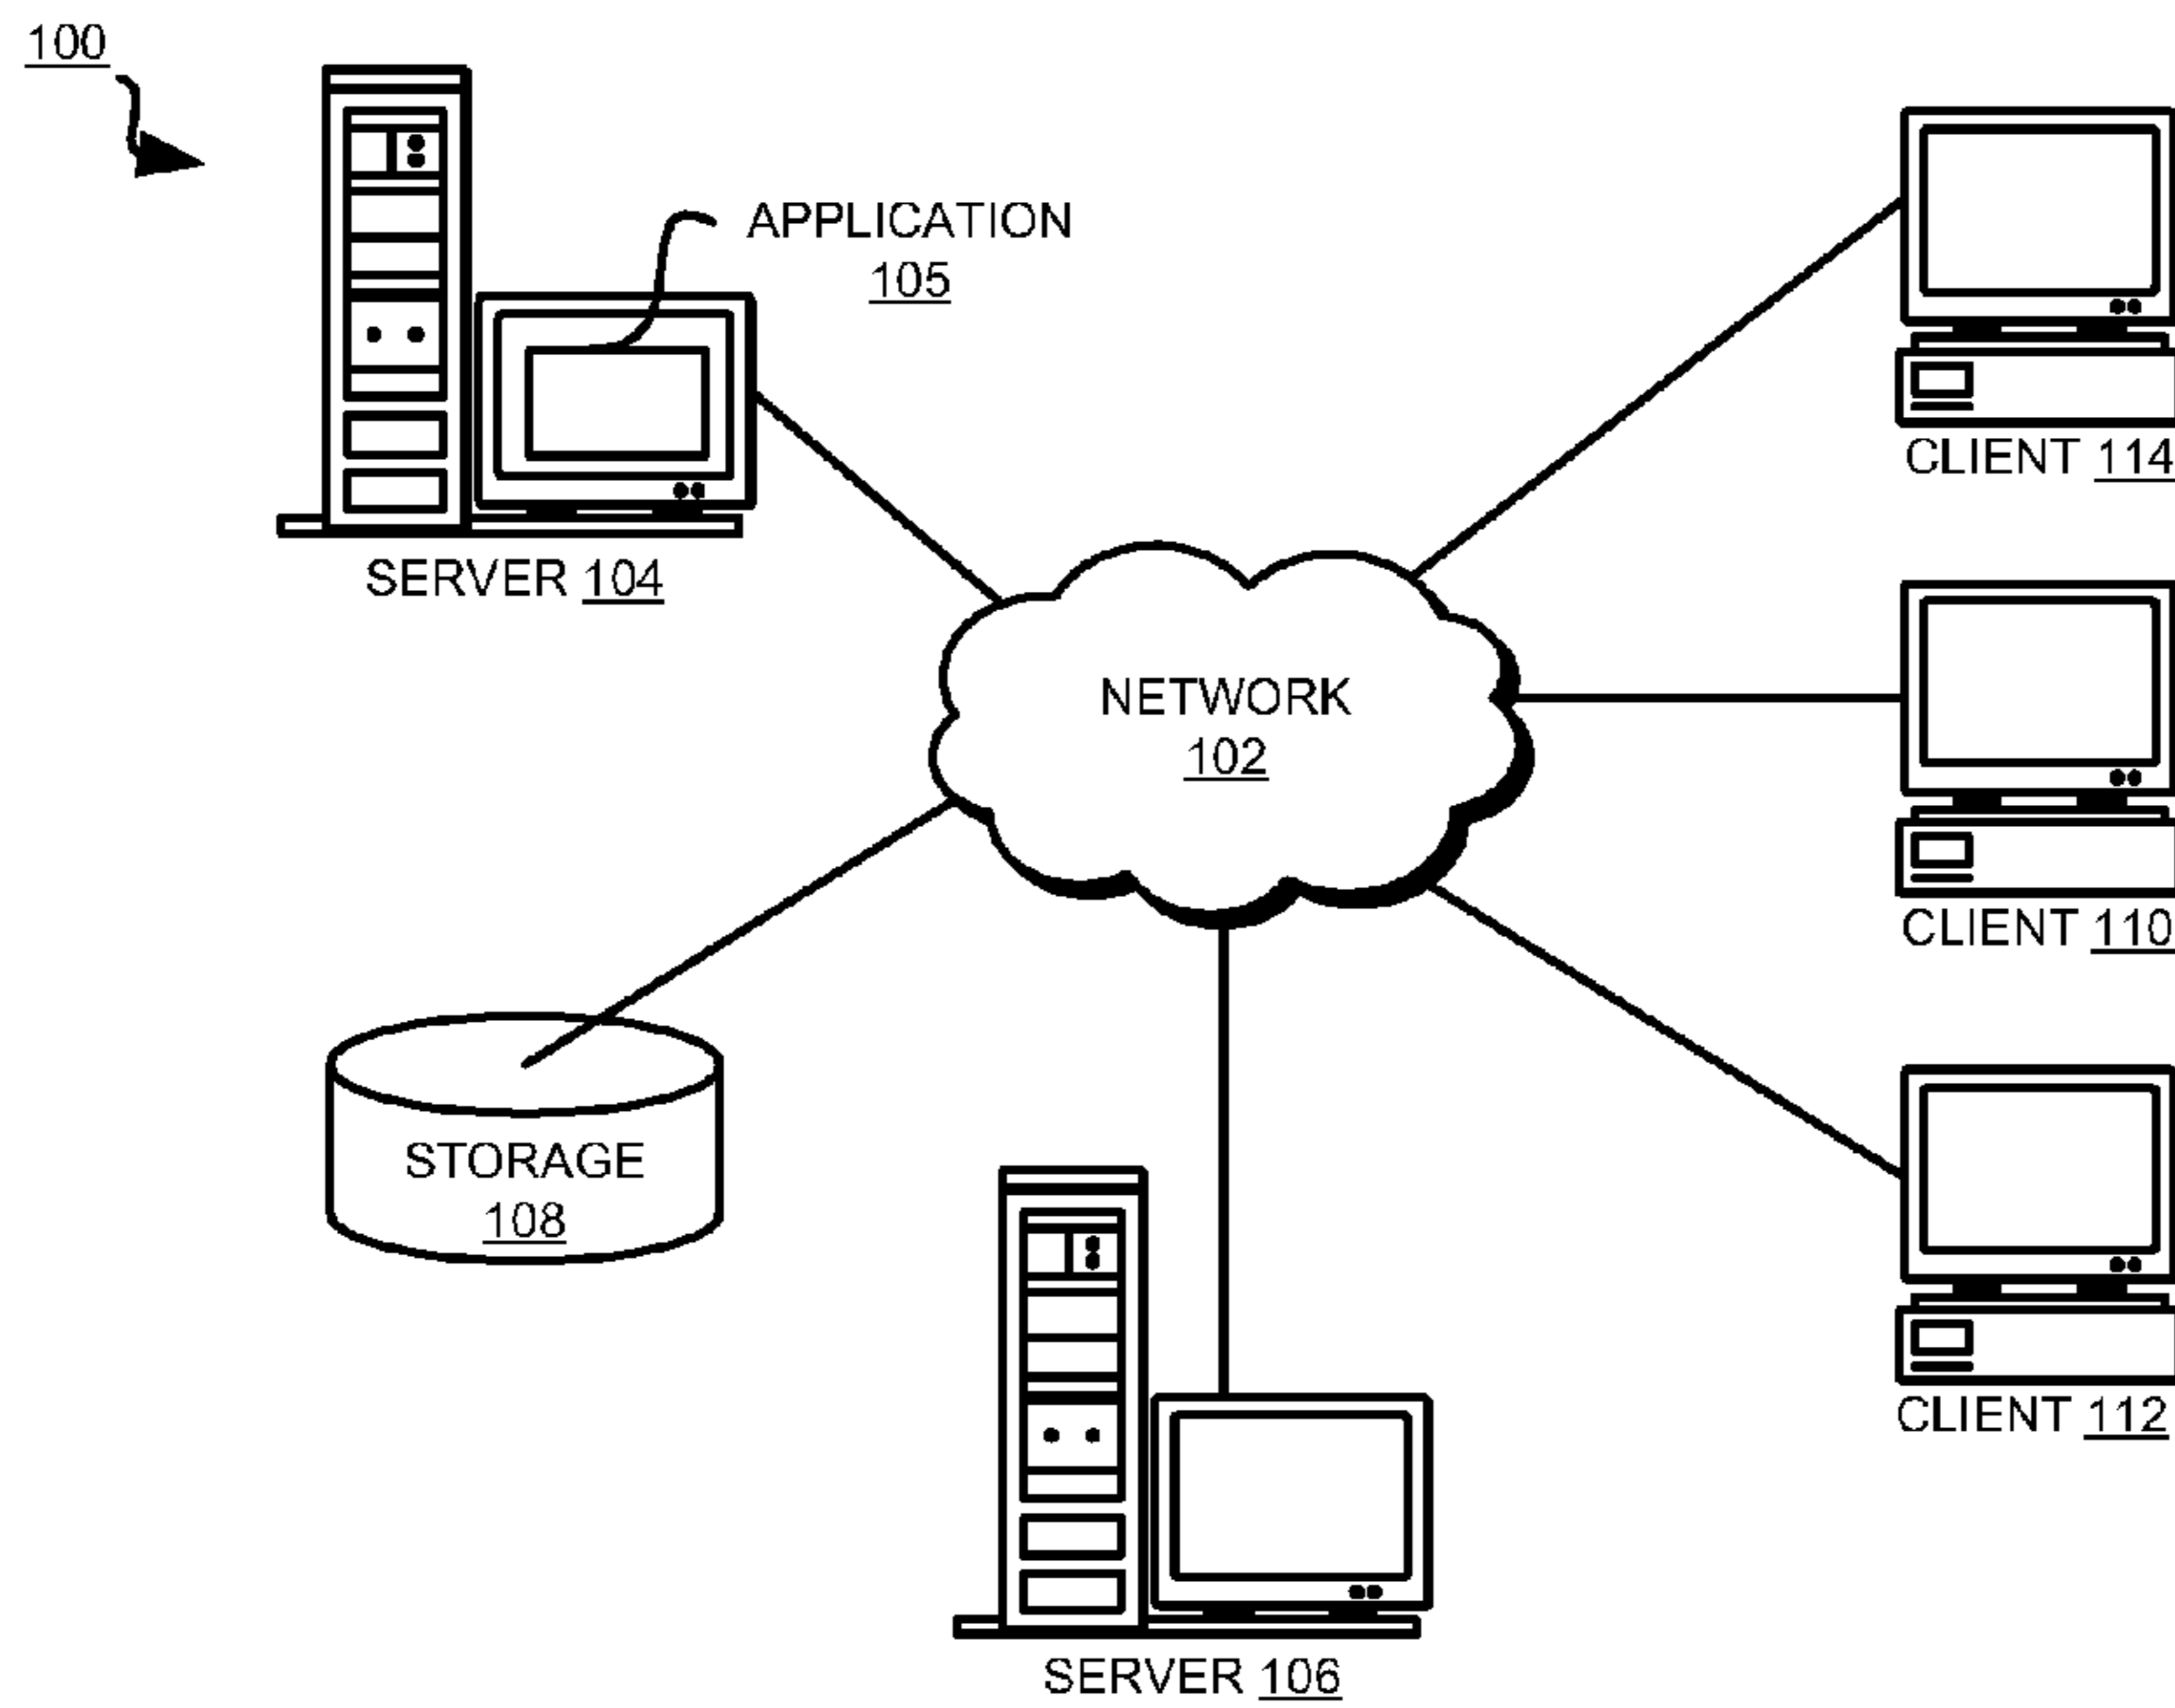 100
APPLICATION
105
CLIENT 114
SERVER 104
NETWORK
102
CLIENT 110
STORAGE
108
CLIENT 112
SERVER 106